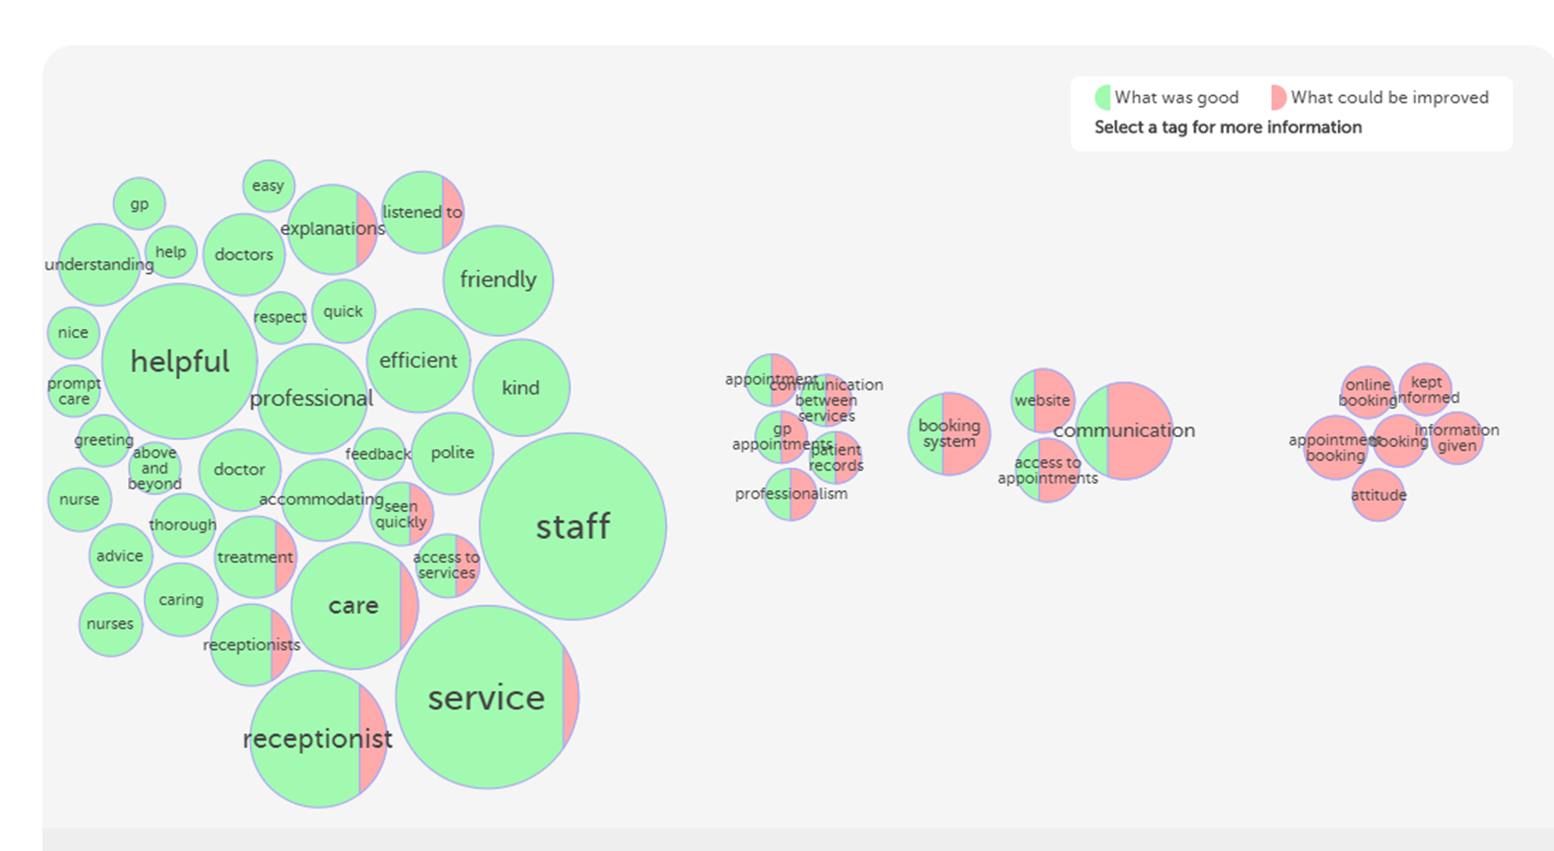 What was good
What could be improved
Select a tag for more information
easy
gp
explanations
listened to
understanding
help
doctors
friendly
nice
respect
quick
helpful
efficient
kind
prompt
care
professional
greeting
above
and
beyond
doctor
feedback
polite
nurse
accommodating
seen
quickly
thorough
staff
advice
treatment
access to
services
caring
care
nurses
receptionists
service
receptionist
appointment
communication
between
services
gp
appointments
patient
records
professionalism
booking
system
website
communication
access to
appointments
online
booking
kept
informed
appointment
booking
booking
information
given
attitude